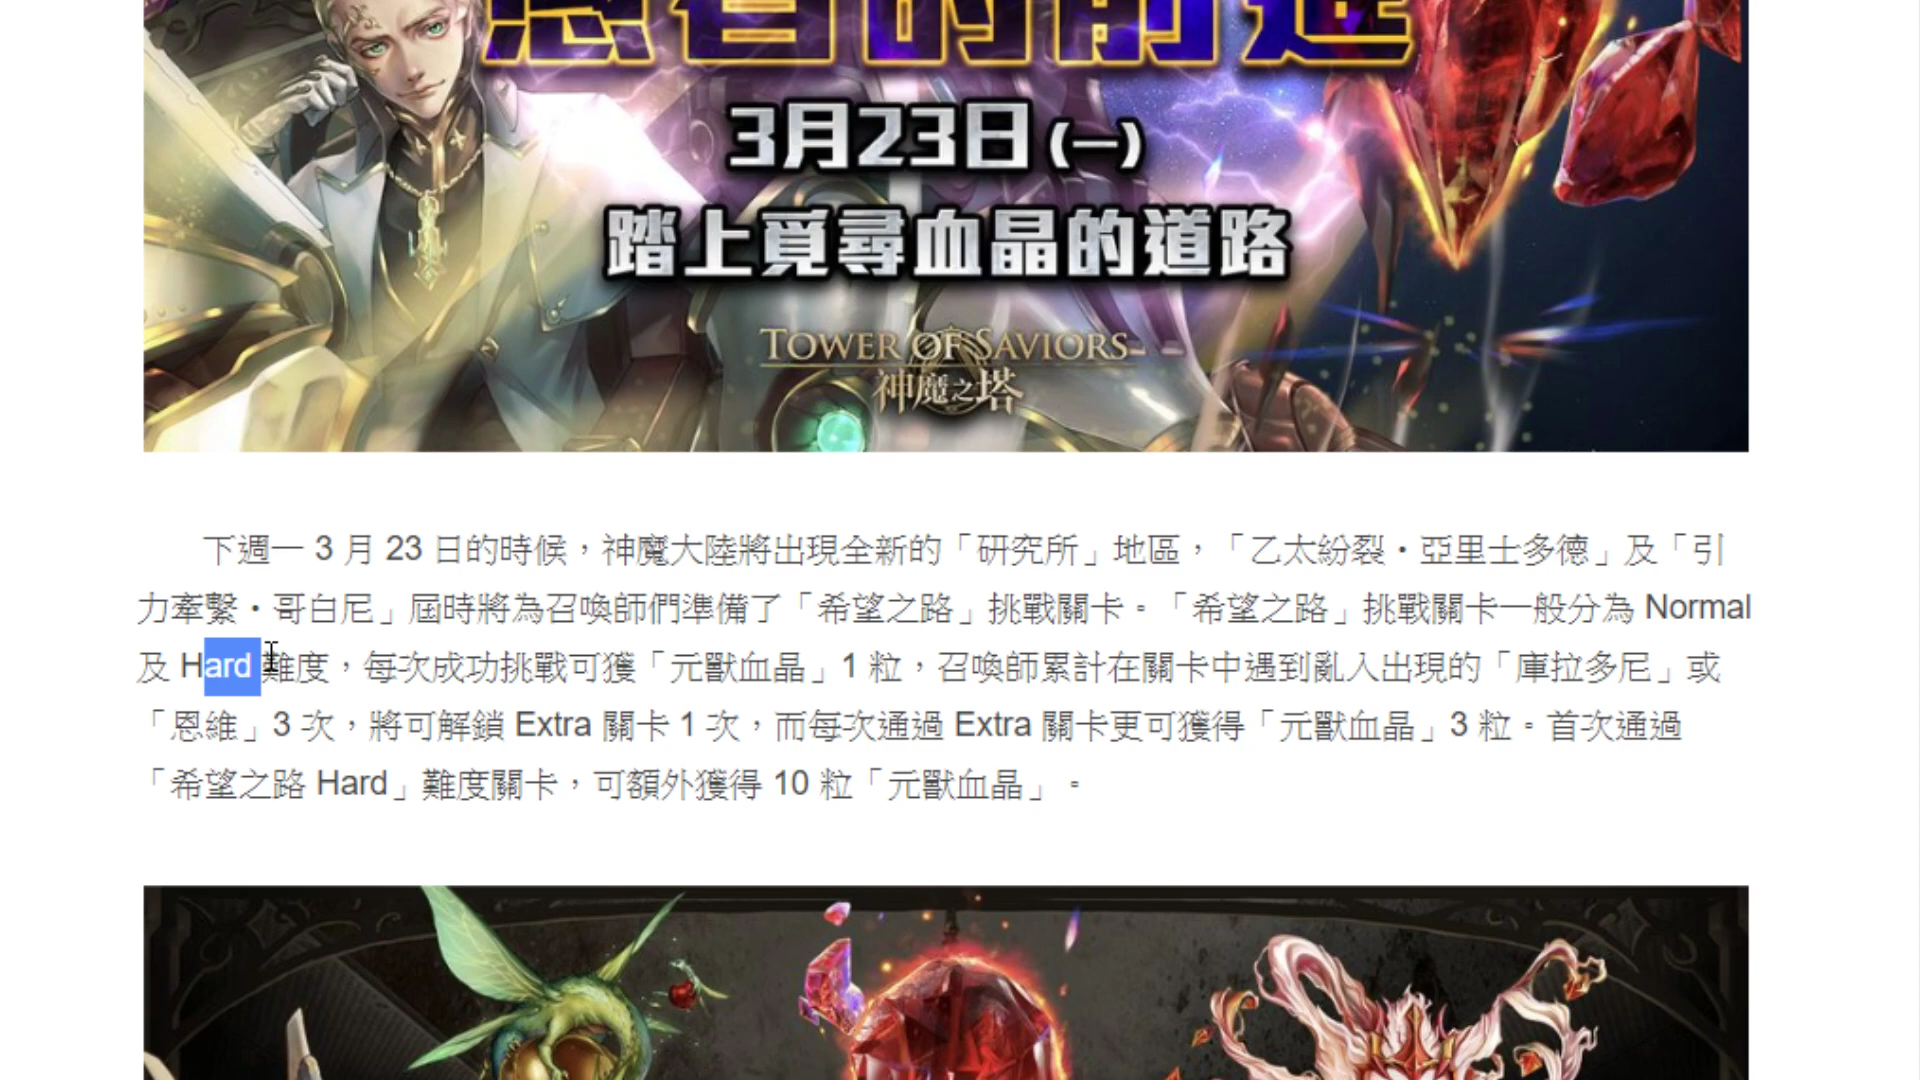 的前
3月23日(一)
踏上覓尋血晶的道路
TOWER OF SAVIORS
神魔之塔
下週一 3 月 23 日的時候，神魔大陸將出現全新的「研究所」地區，「乙太紛裂・亞里士多德」及「引
力牽繫・哥白尼」屆時將為召喚師們準備了「希望之路」挑戰關卡。「希望之路」挑戰關卡一般分為 Normal
及 Hard 難度，每次成功挑戰可獲「元獸血晶」1 粒，召喚師累計在關卡中遇到亂入出現的「庫拉多尼」或
「恩維」3 次，將可解鎖 Extra 關卡 1 次，而每次通過 Extra 關卡更可獲得「元獸血晶」3 粒。首次通過
「希望之路 Hard」難度關卡，可額外獲得 10 粒「元獸血晶」。